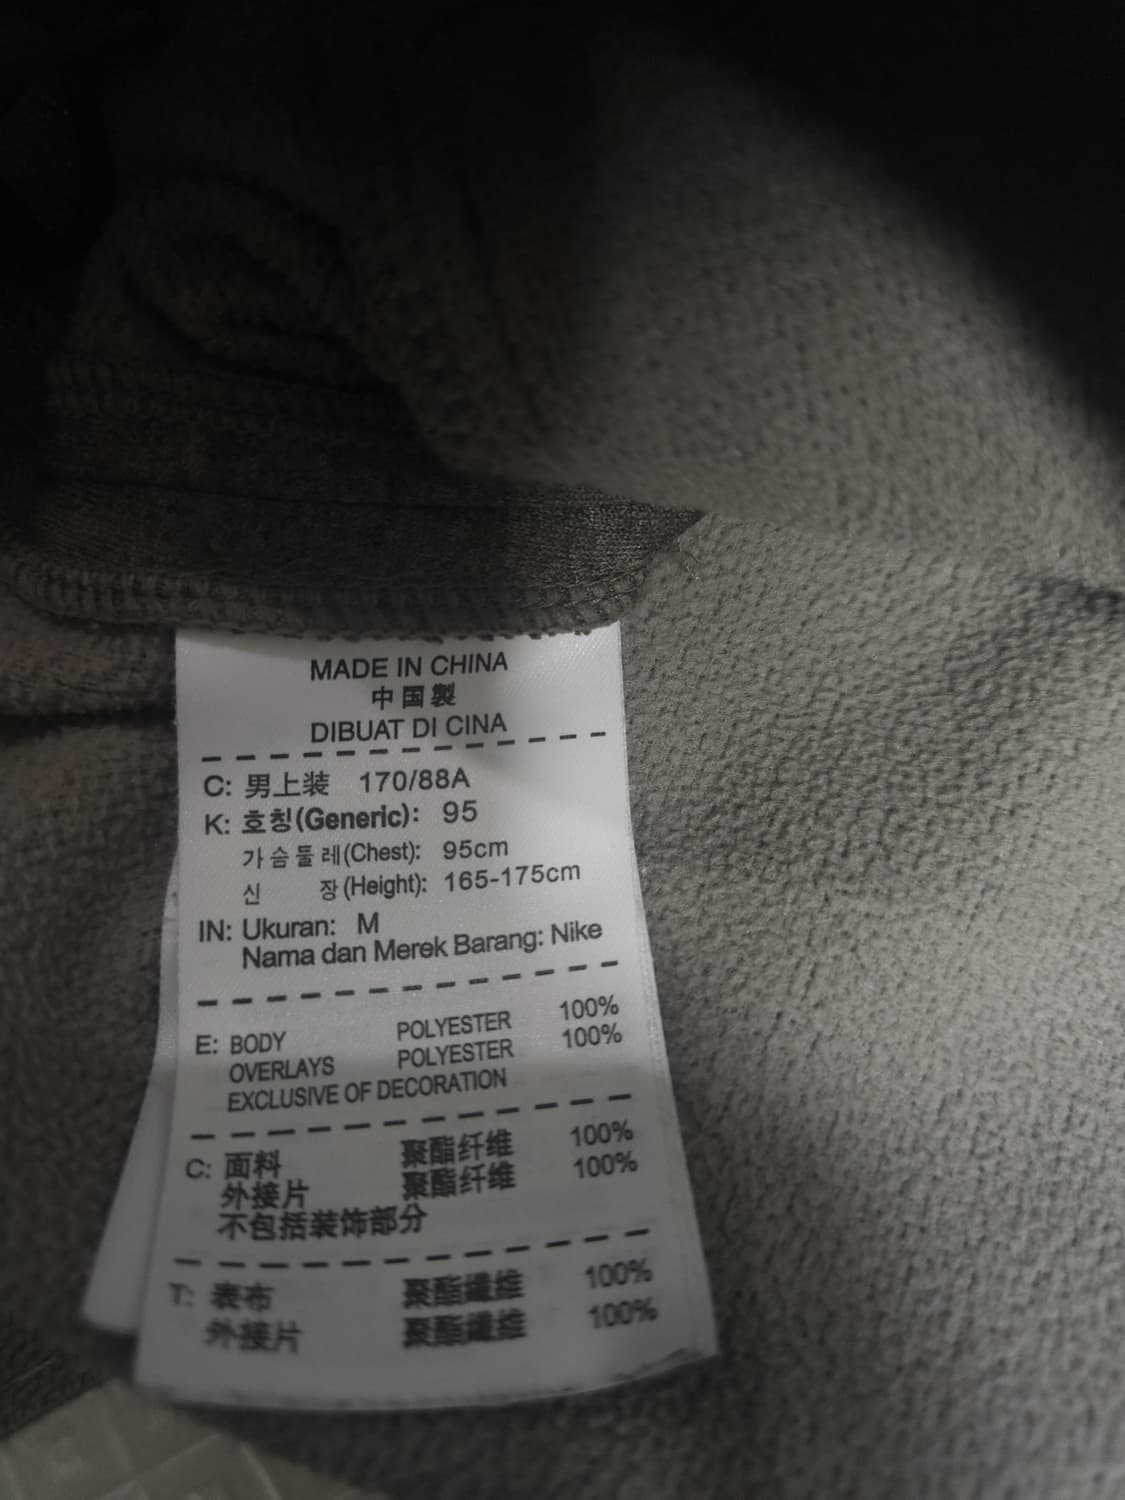 MADE IN CHINA
中国製
DIBUAT DI CINA
C: 男上装 170/88A
K: 호칭(Generic): 95
가슴둘레(Chest): 95cm
신 장(Height): 165-175cm
IN: Ukuran: M
Nama dan Merek Barang: Nike
E: BODY POLYESTER 100%
OVERLAYS POLYESTER 100%
EXCLUSIVE OF DECORATION
C: 面料 聚酯纤维 100%
外接片 聚酯纤维 100%
不包括装饰部分
T: 表布 聚酯纖維 100%
外接片 聚酯纖維 100%